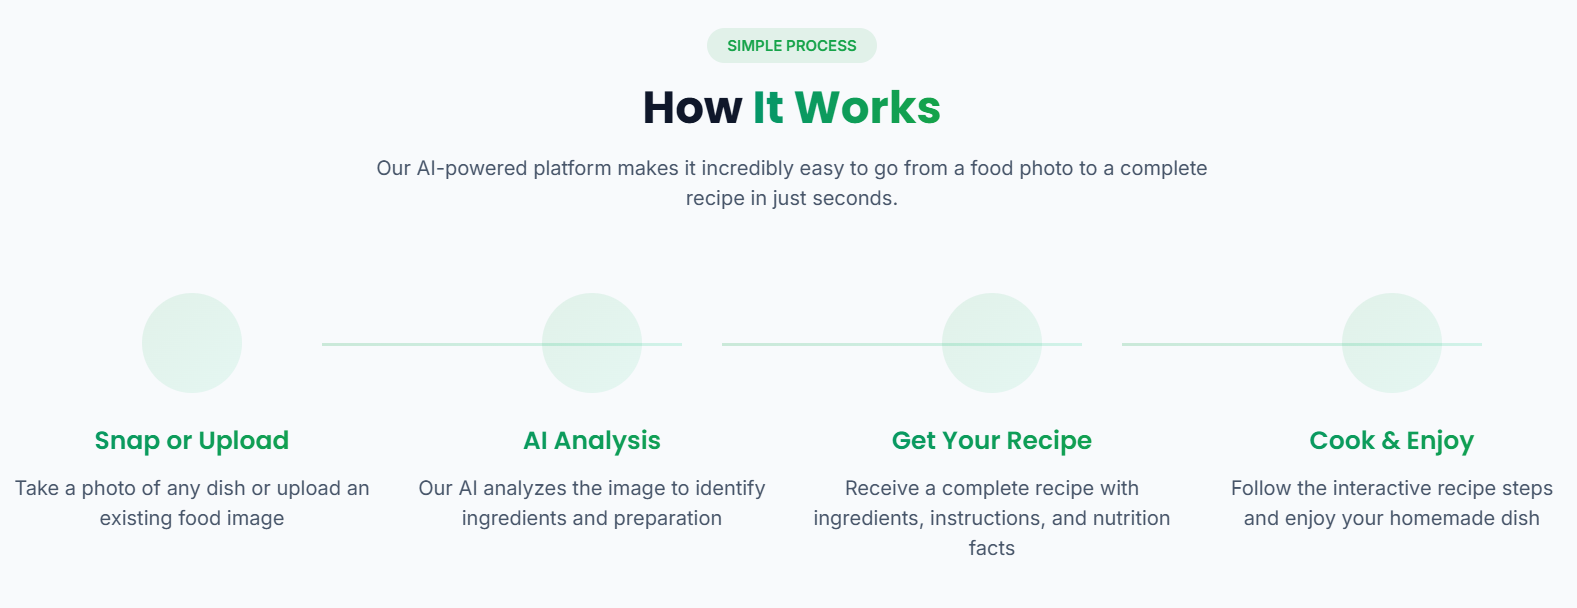 SIMPLE PROCESS
How It Works
Our AI-powered platform makes it incredibly easy to go from a food photo to a complete
recipe in just seconds.
Snap or Upload
Take a photo of any dish or upload an
existing food image
AI Analysis
Our AI analyzes the image to identify
ingredients and preparation
Get Your Recipe
Receive a complete recipe with
ingredients, instructions, and nutrition
facts
Cook & Enjoy
Follow the interactive recipe steps
and enjoy your homemade dish